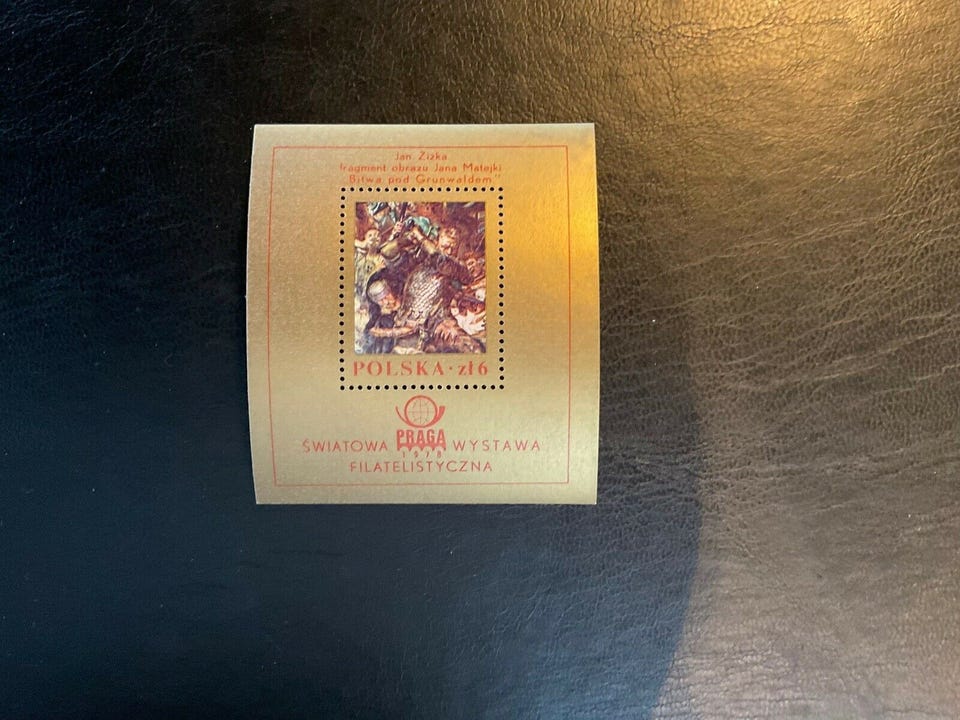 Jan Žižka
fragment obrazu Jana Matejki
"Bitwa pod Grunwaldem"
POLSKA · zł 6
PRAGA
1978
ŚWIATOWA WYSTAWA
FILATELISTYCZNA